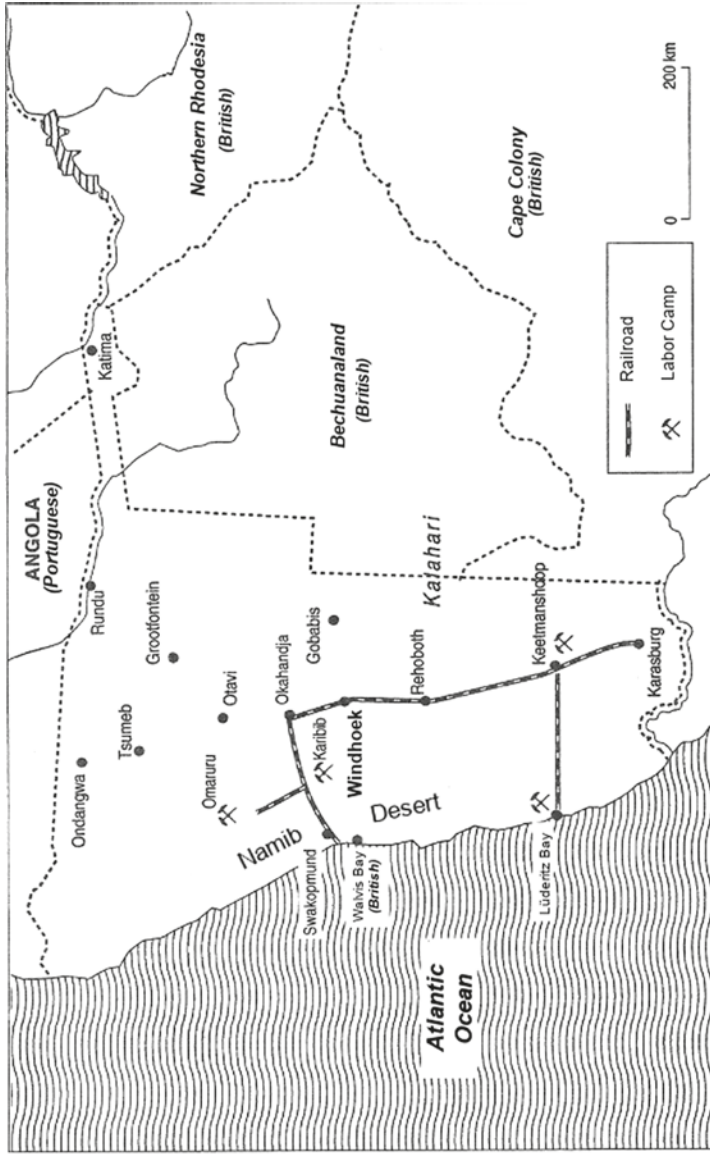 ANGOLA
(Portuguese)
Northern Rhodesia
(British)
Katima
Rundu
Ondangwa
Tsumeb
Grootfontein
Otavi
Omaruru
Okahandja
Gobabis
Bechuanaland
(British)
Karibib
Windhoek
Swakopmund
Walvis Bay
(British)
Namib
Desert
Rehoboth
Kalahari
Cape Colony
(British)
Keetmanshoop
Lüderitz Bay
Karasburg
Atlantic
Ocean
Railroad
Labor Camp
0
200 km